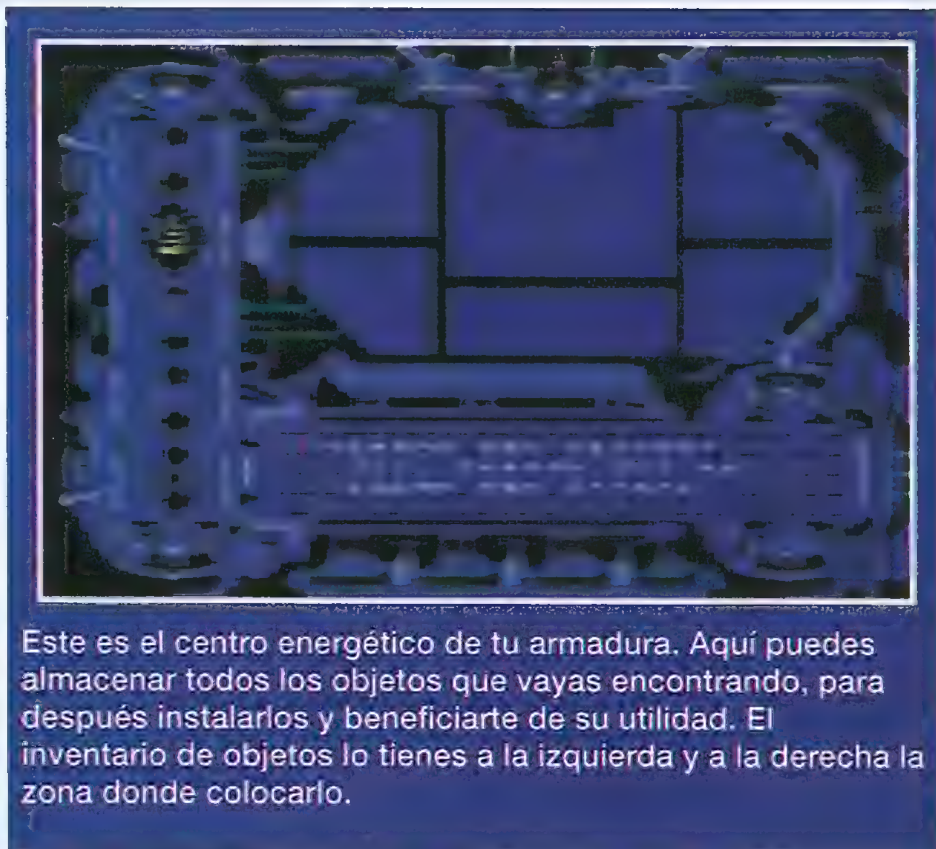 Este es el centro energético de tu armadura. Aquí puedes
almacenar todos los objetos que vayas encontrando, para
después instalarlos y beneficiarte de su utilidad. El
inventario de objetos lo tienes a la izquierda y a la derecha la
zona donde colocarlo.